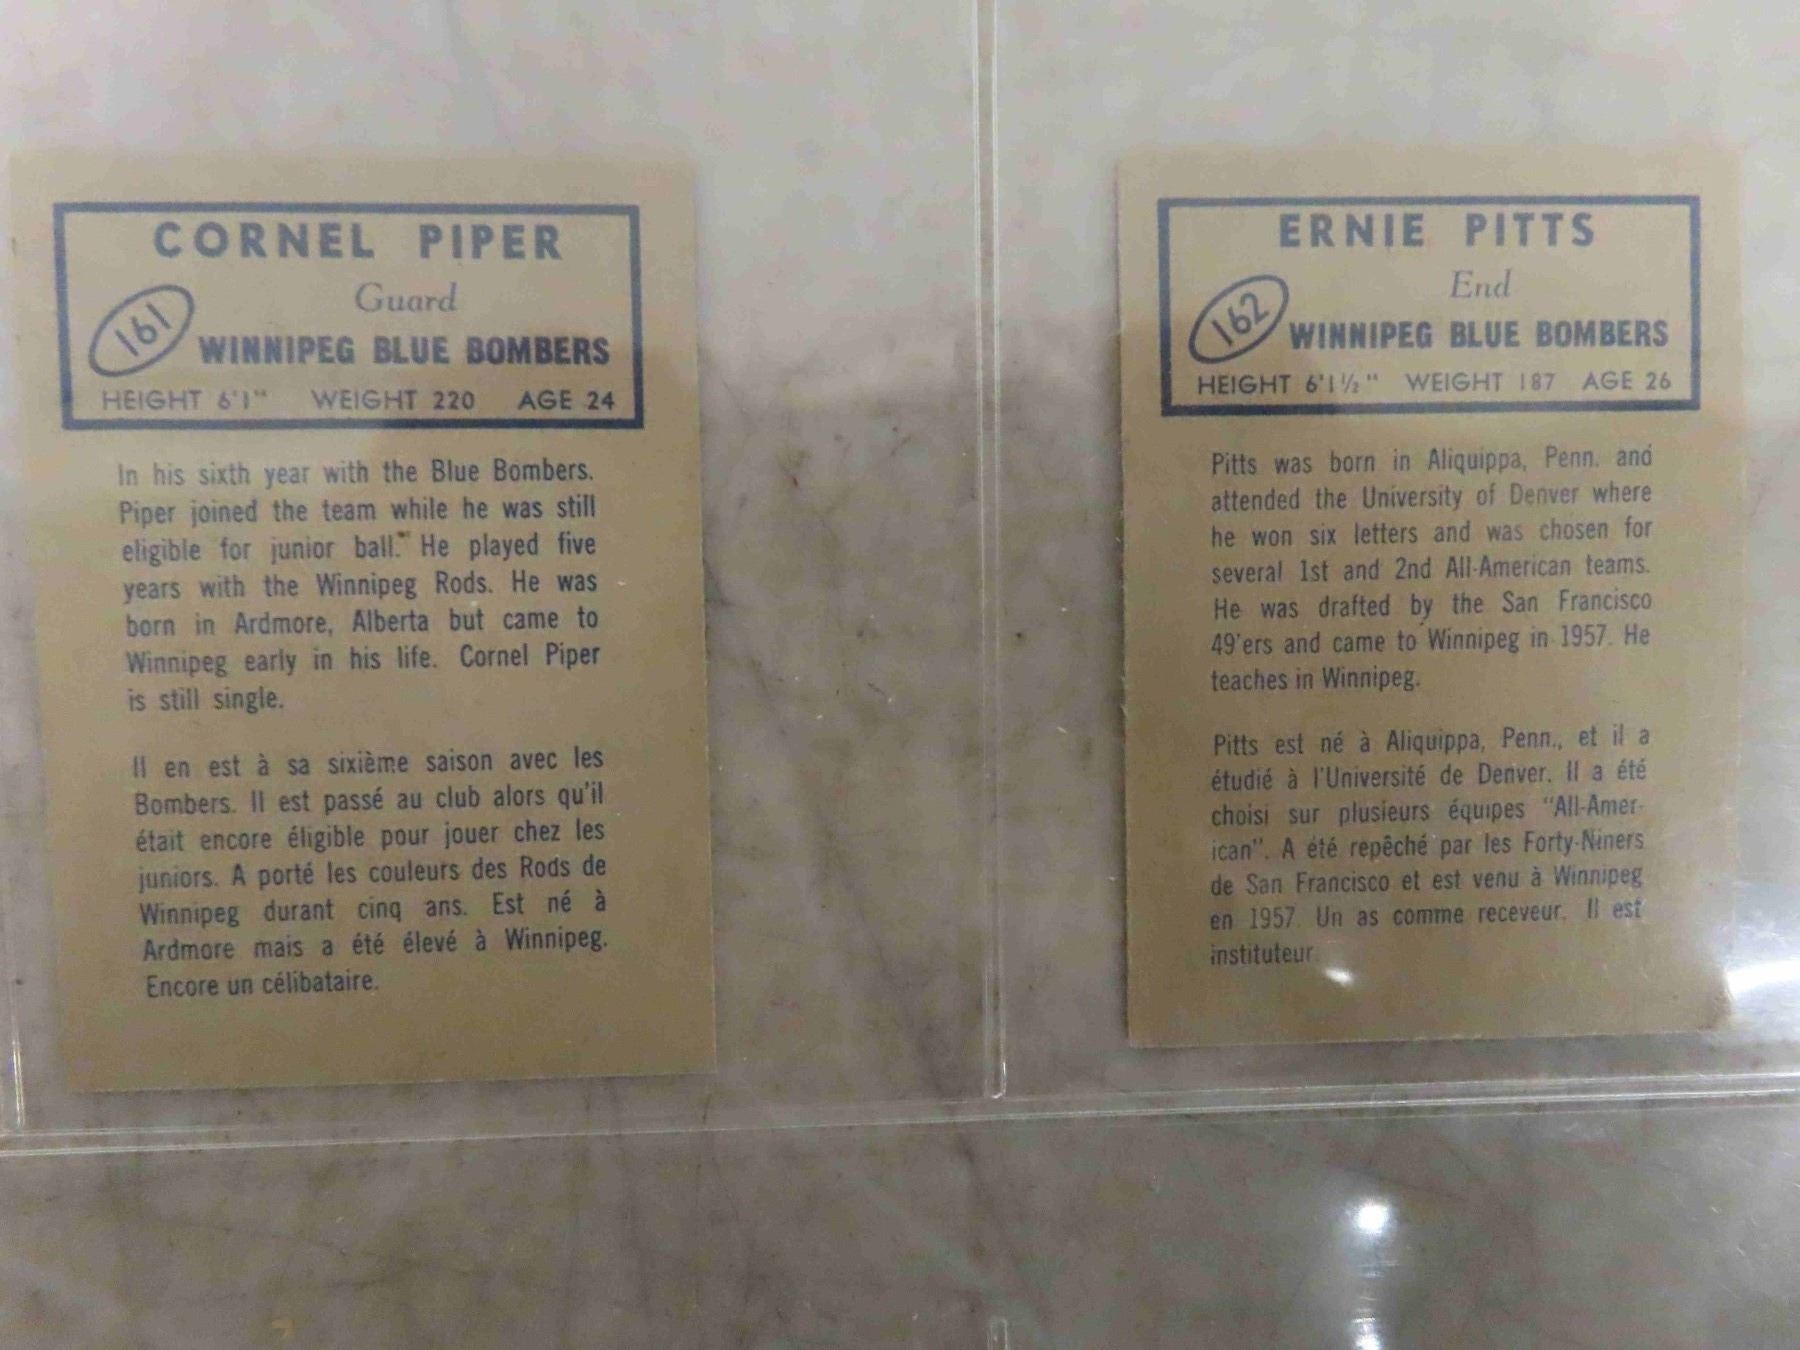 CORNEL PIPER
Guard
161
WINNIPEG BLUE BOMBERS
HEIGHT 6'1" WEIGHT 220 AGE 24
In his sixth year with the Blue Bombers.
Piper joined the team while he was still
eligible for junior ball. He played five
years with the Winnipeg Rods. He was
born in Ardmore, Alberta but came to
Winnipeg early in his life. Cornel Piper
is still single.
Il en est à sa sixième saison avec les
Bombers. Il est passé au club alors qu'il
était encore éligible pour jouer chez les
juniors. A porté les couleurs des Rods de
Winnipeg durant cinq ans. Est né à
Ardmore mais a été élevé à Winnipeg.
Encore un célibataire.
ERNIE PITTS
End
162
WINNIPEG BLUE BOMBERS
HEIGHT 6'1½" WEIGHT 187 AGE 26
Pitts was born in Aliquippa, Penn. and
attended the University of Denver where
he won six letters and was chosen for
several 1st and 2nd All-American teams.
He was drafted by the San Francisco
49'ers and came to Winnipeg in 1957. He
teaches in Winnipeg.
Pitts est né à Aliquippa, Penn., et il a
étudié à l'Université de Denver. Il a été
choisi sur plusieurs équipes "All-Amer-
ican". A été repêché par les Forty-Niners
de San Francisco et est venu à Winnipeg
en 1957. Un as comme receveur. Il est
instituteur.